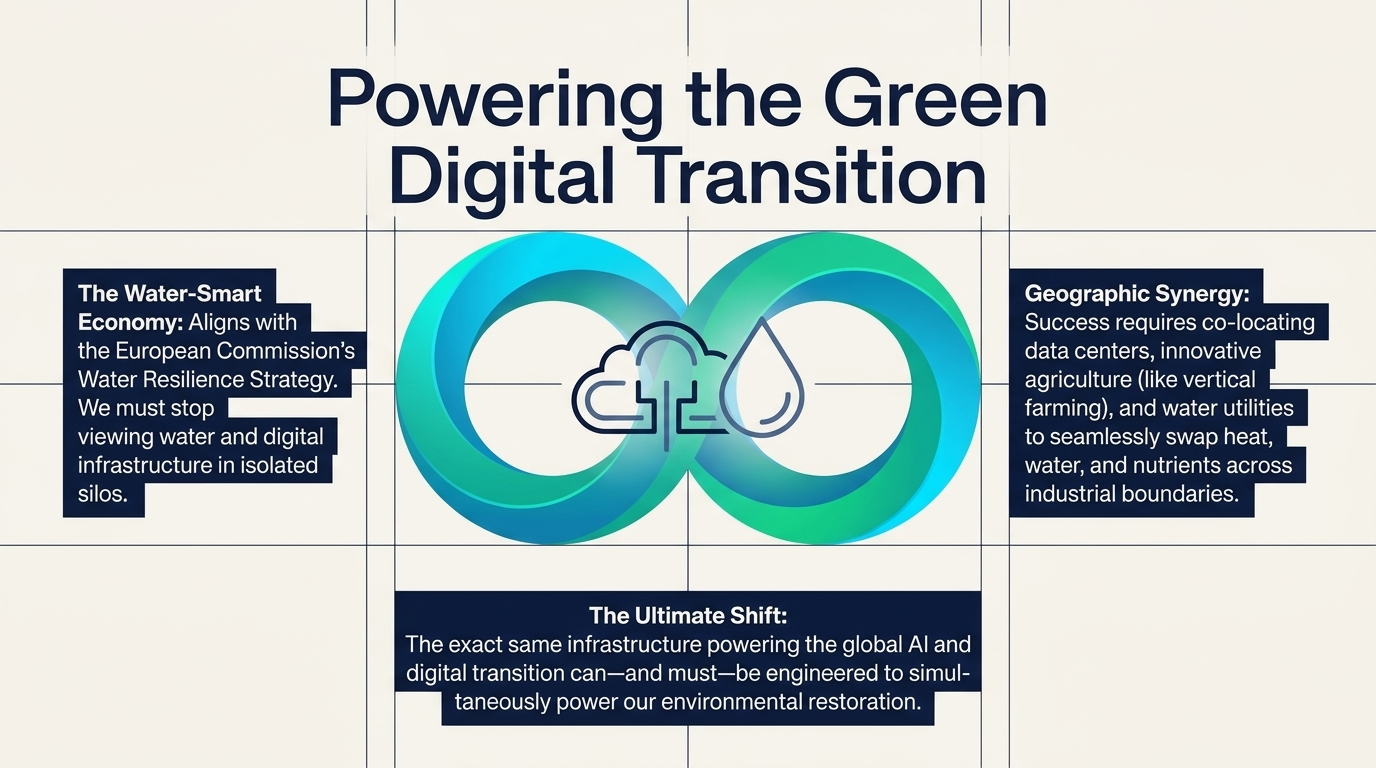 Powering the Green
Digital Transition
The Water-Smart
Economy: Aligns with
the European Commission's
Water Resilience Strategy.
We must stop
viewing water and digital
infrastructure in isolated
silos.
Geographic Synergy:
Success requires co-locating
data centers, innovative
agriculture (like vertical
farming), and water utilities
to seamlessly swap heat,
water, and nutrients across
industrial boundaries.
The Ultimate Shift:
The exact same infrastructure powering the global AI and
digital transition can—and must—be engineered to simul-
taneously power our environmental restoration.